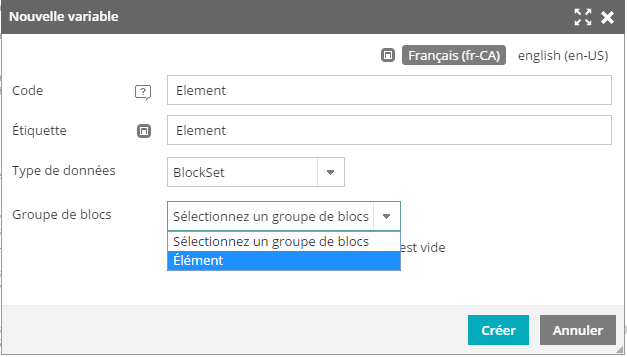 Nouvelle variable
Français (fr-CA) english (en-US)
Code ? Element
Étiquette Element
Type de données BlockSet
Groupe de blocs Sélectionnez un groupe de blocs
Sélectionnez un groupe de blocs
Élément
est vide
Créer Annuler